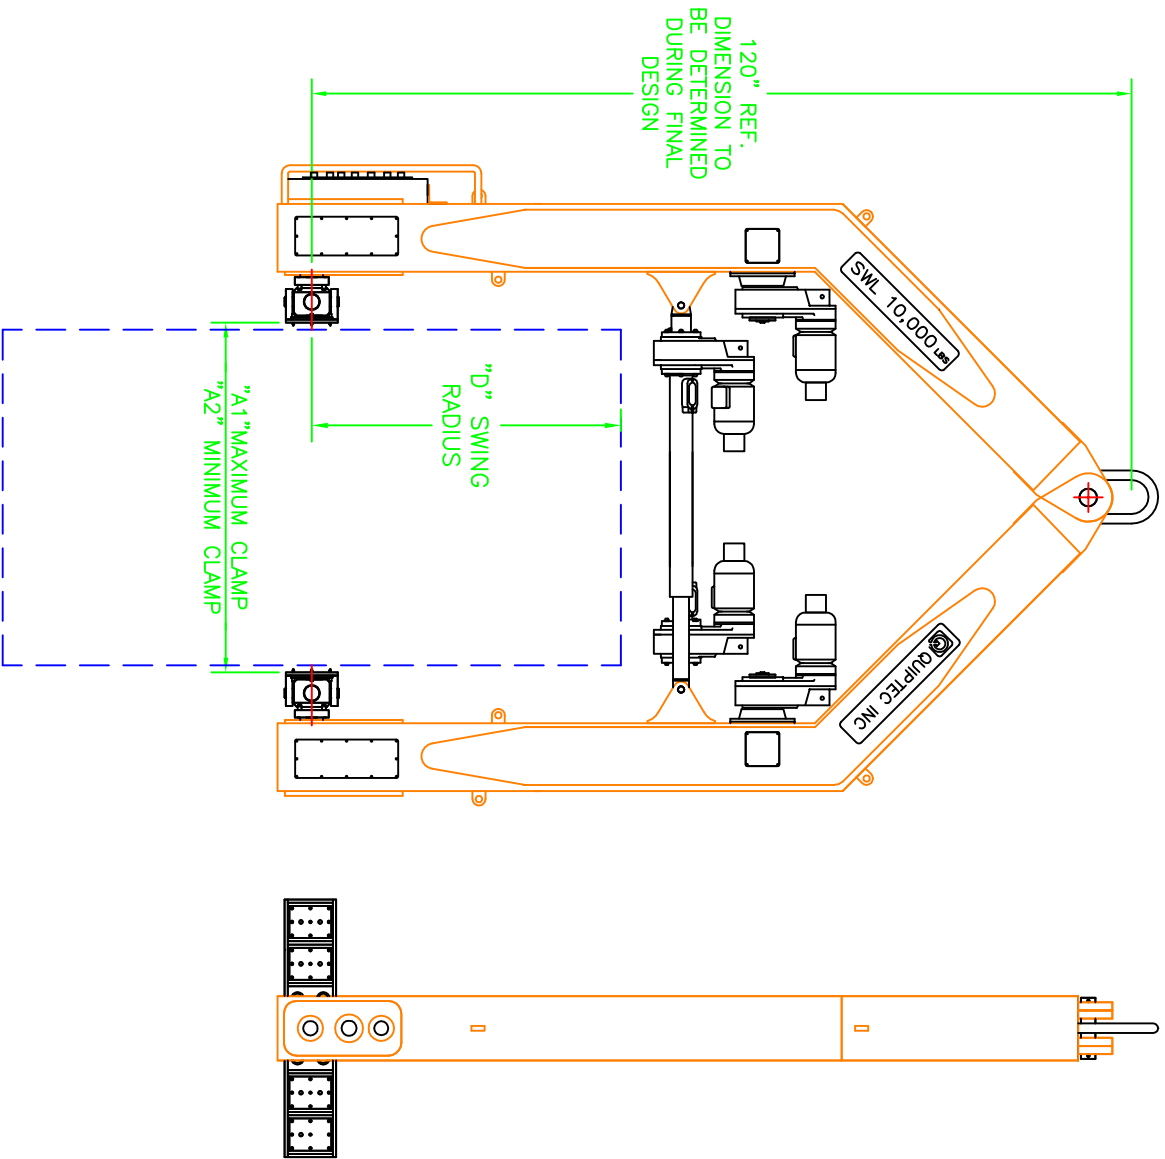 120" REF.
DIMENSION TO
BE DETERMINED
DURING FINAL
DESIGN
SWL 10,000 LBS
"D" SWING
RADIUS
"A1"MAXIMUM CLAMP
"A2" MINIMUM CLAMP
QUIPTEC INC